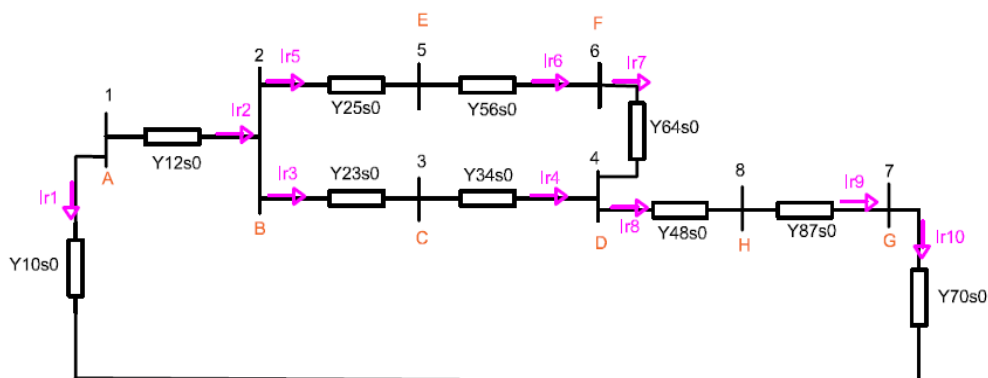 E
F
2
Ir5
5
Ir6
6
Ir7
1
Y25s0
Y56s0
Y64s0
Ir2
Y12s0
A
Ir3
Y23s0
3
Y34s0
Ir4
4
8
Ir9
7
Ir1
B
C
D
Ir8
Y48s0
H
Y87s0
G
Ir10
Y10s0
Y70s0